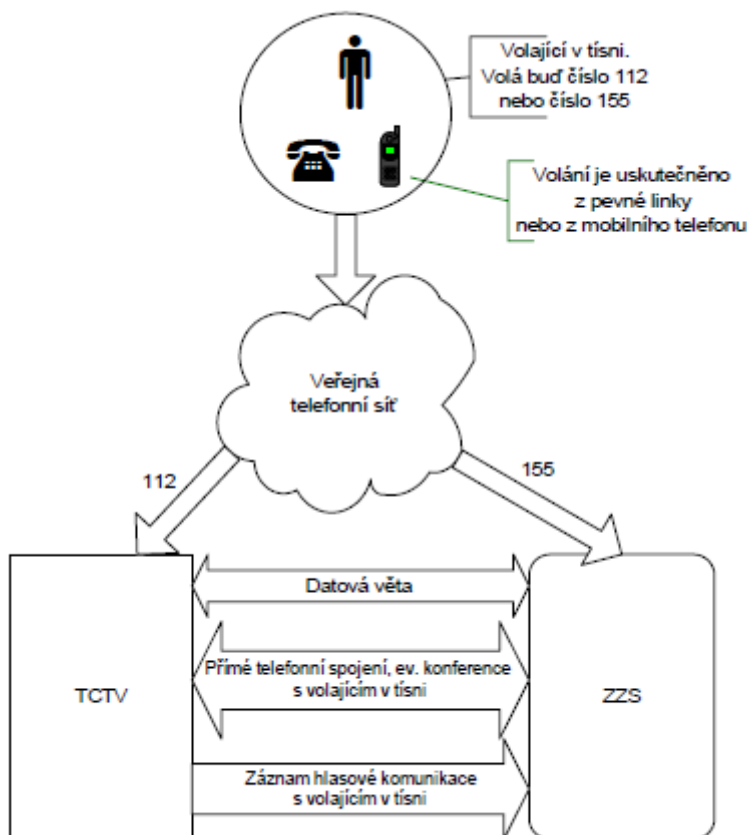 Volající v tísni.
Volá buď číslo 112
nebo číslo 155
Volání je uskutečněno
z pevné linky
nebo z mobilního telefonu
Veřejná
telefonní síť
112
155
Datová věta
Přímé telefonní spojení, ev. konference
s volajícím v tísni
TCTV
ZZS
Záznam hlasové komunikace
s volajícím v tísni